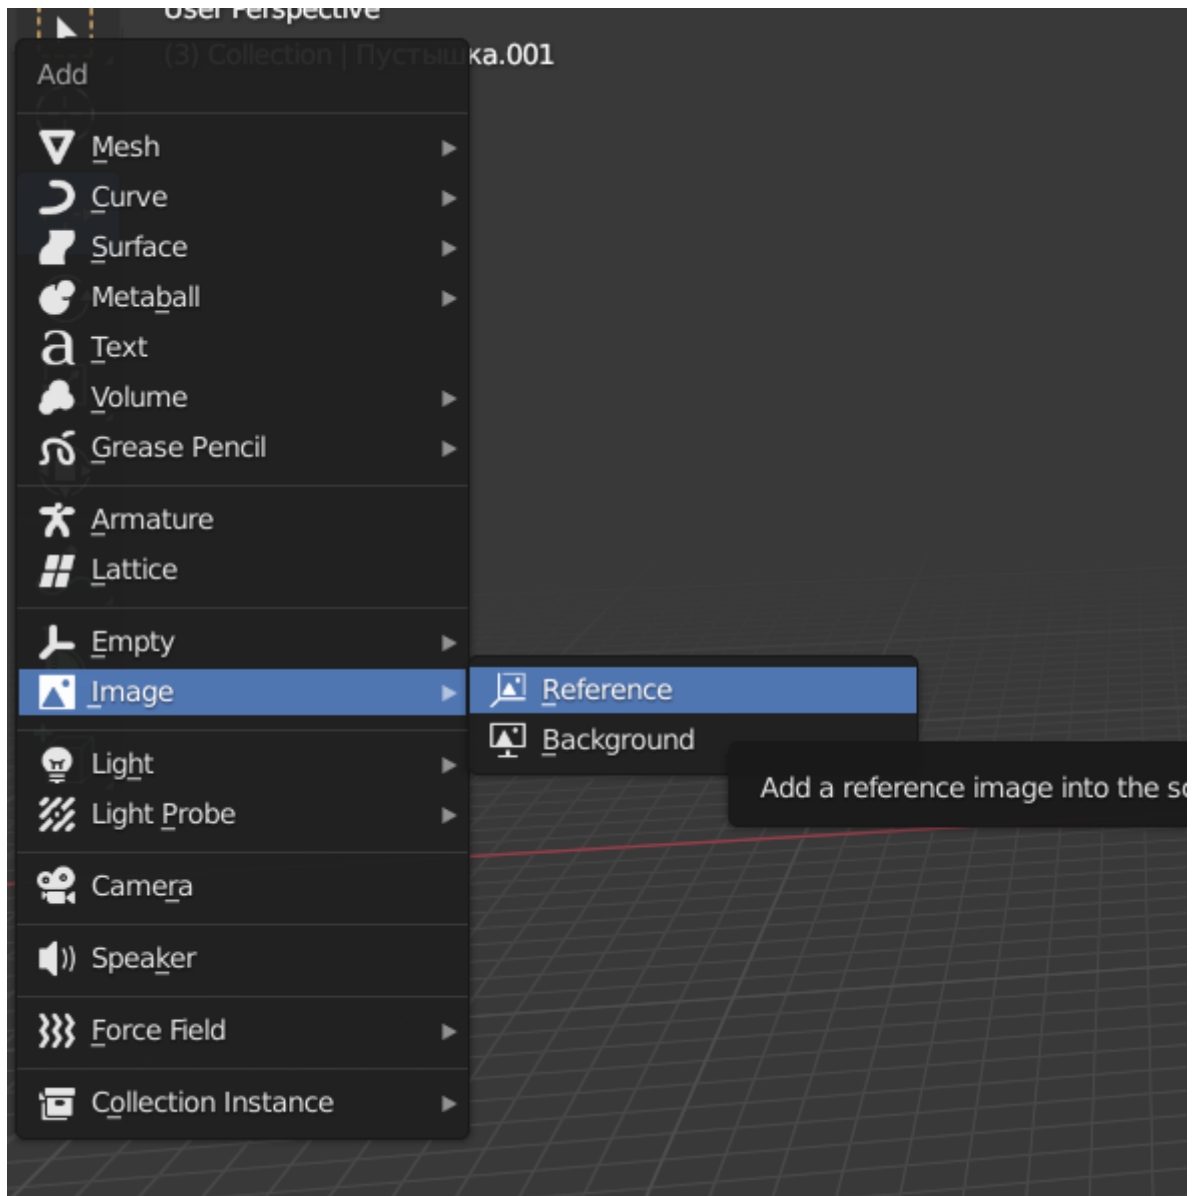 User Perspective
(3) Collection | Пустышка.001
Add
Mesh
Curve
Surface
Metaball
Text
Volume
Grease Pencil
Armature
Lattice
Empty
Image
Reference
Background
Add a reference image into the
Light
Light Probe
Camera
Speaker
Force Field
Collection Instance